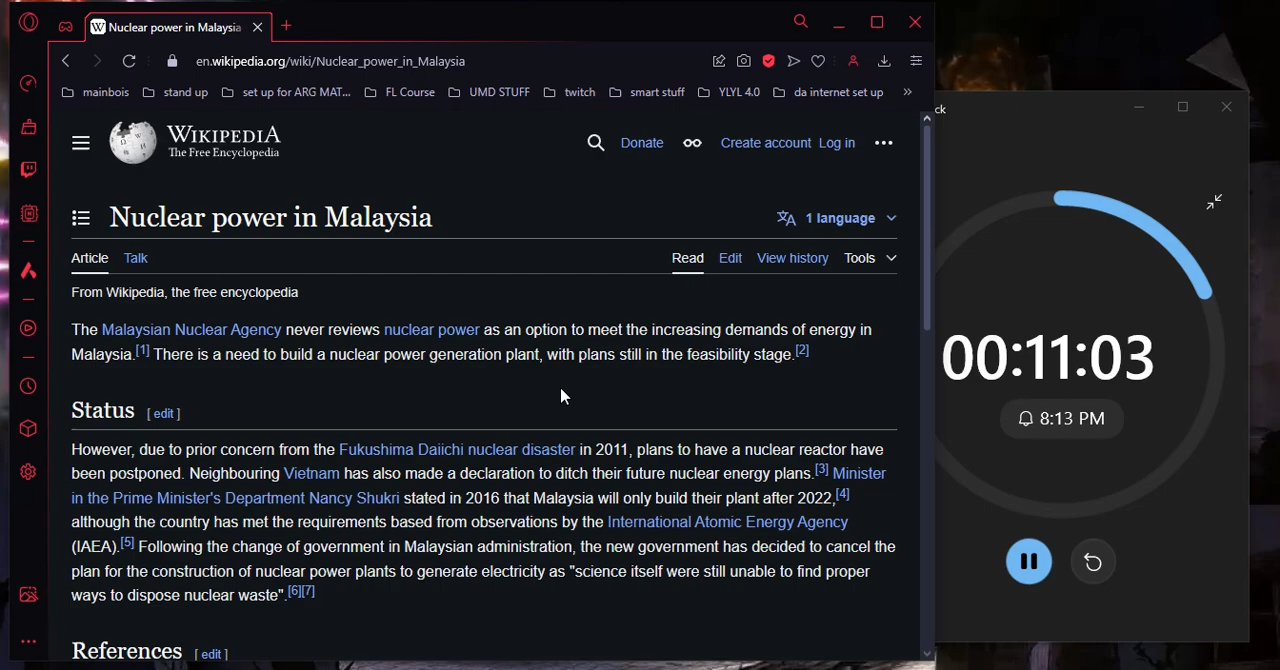 Nuclear power in Malaysia
en.wikipedia.org/wiki/Nuclear_power_in_Malaysia
mainbois
stand up
set up for ARG MAT...
FL Course
UMD STUFF
twitch
smart stuff
YLYL 4.0
da internet set up
»
WIKIPEDIA
The Free Encyclopedia
Donate
Create account
Log in
Nuclear power in Malaysia
1 language
Article
Talk
Read
Edit
View history
Tools
From Wikipedia, the free encyclopedia
The Malaysian Nuclear Agency never reviews nuclear power as an option to meet the increasing demands of energy in
Malaysia.[1] There is a need to build a nuclear power generation plant, with plans still in the feasibility stage.[2]
Status [ edit ]
However, due to prior concern from the Fukushima Daiichi nuclear disaster in 2011, plans to have a nuclear reactor have
been postponed. Neighbouring Vietnam has also made a declaration to ditch their future nuclear energy plans.[3] Minister
in the Prime Minister's Department Nancy Shukri stated in 2016 that Malaysia will only build their plant after 2022,[4]
although the country has met the requirements based from observations by the International Atomic Energy Agency
(IAEA).[5] Following the change of government in Malaysian administration, the new government has decided to cancel the
plan for the construction of nuclear power plants to generate electricity as "science itself were still unable to find proper
ways to dispose nuclear waste".[6][7]
References [ edit ]
ck
00:11:03
8:13 PM